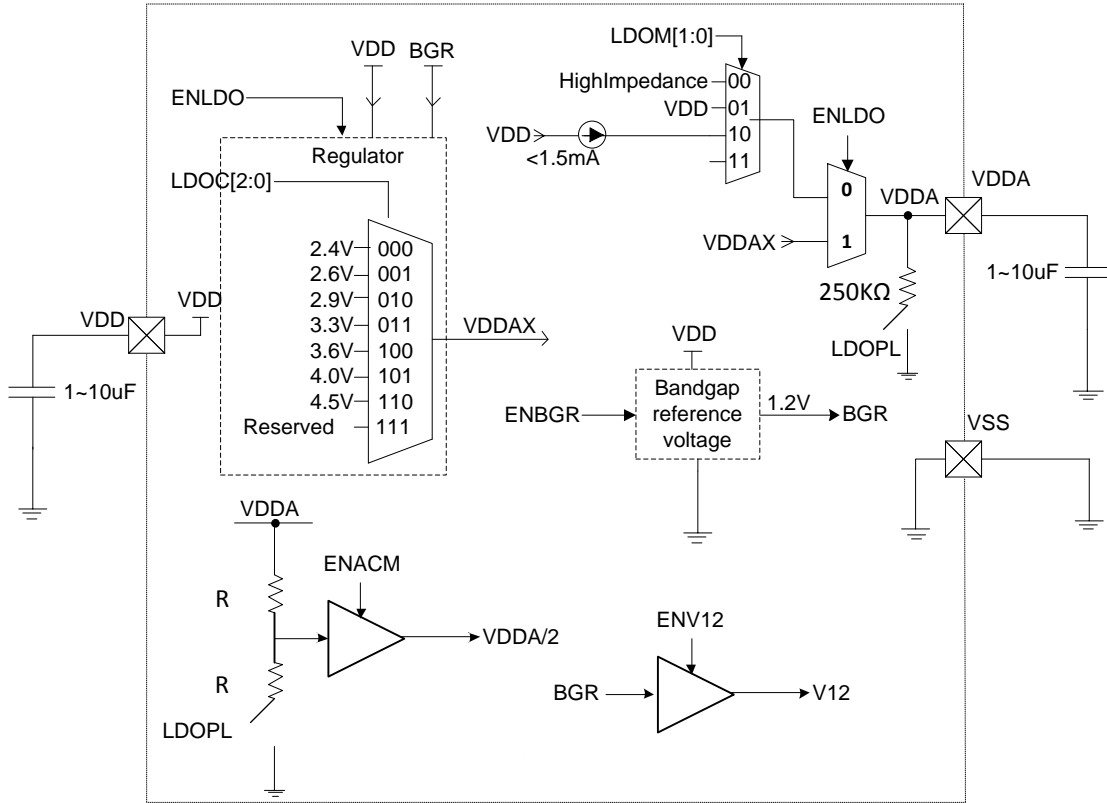 LDOM[1:0]
VDD BGR
HighImpedance 00
ENLDO
VDD 01
ENLDO
VDD 10
<1.5mA
11
Regulator
LDOC[2:0]
0
VDDA
VDDA
VDDAX
1
2.4V 000
2.6V 001
2.9V 010
3.3V 011
3.6V 100
4.0V 101
4.5V 110
Reserved 111
VDDAX
250KΩ
1~10uF
LDOPL
VDD
VDD
1~10uF
VDD
ENBGR
Bandgap
reference
voltage
1.2V
BGR
VSS
VDDA
ENACM
R
VDDA/2
R
LDOPL
ENV12
BGR
V12